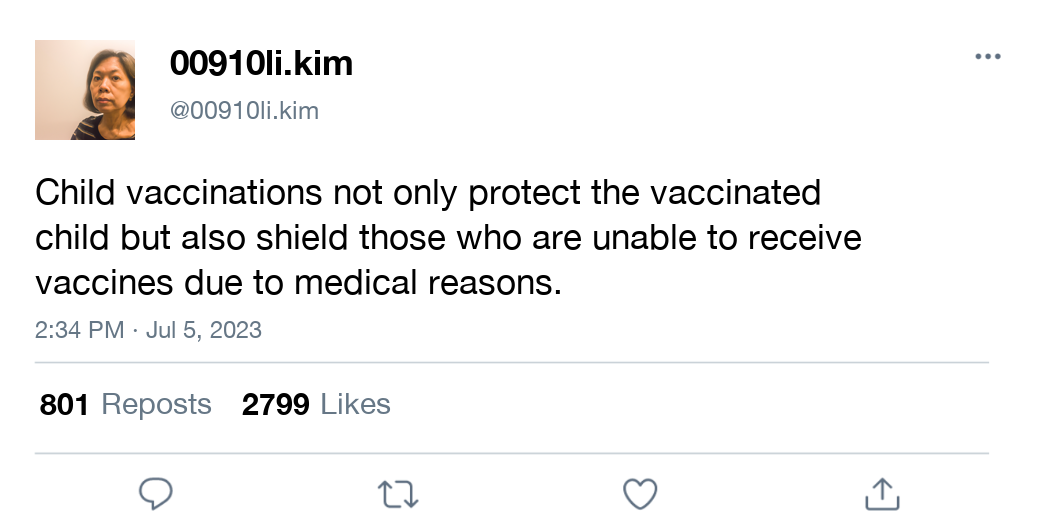 00910li.kim
@00910li.kim
Child vaccinations not only protect the vaccinated
child but also shield those who are unable to receive
vaccines due to medical reasons.
2:34 PM · Jul 5, 2023
801 Reposts 2799 Likes